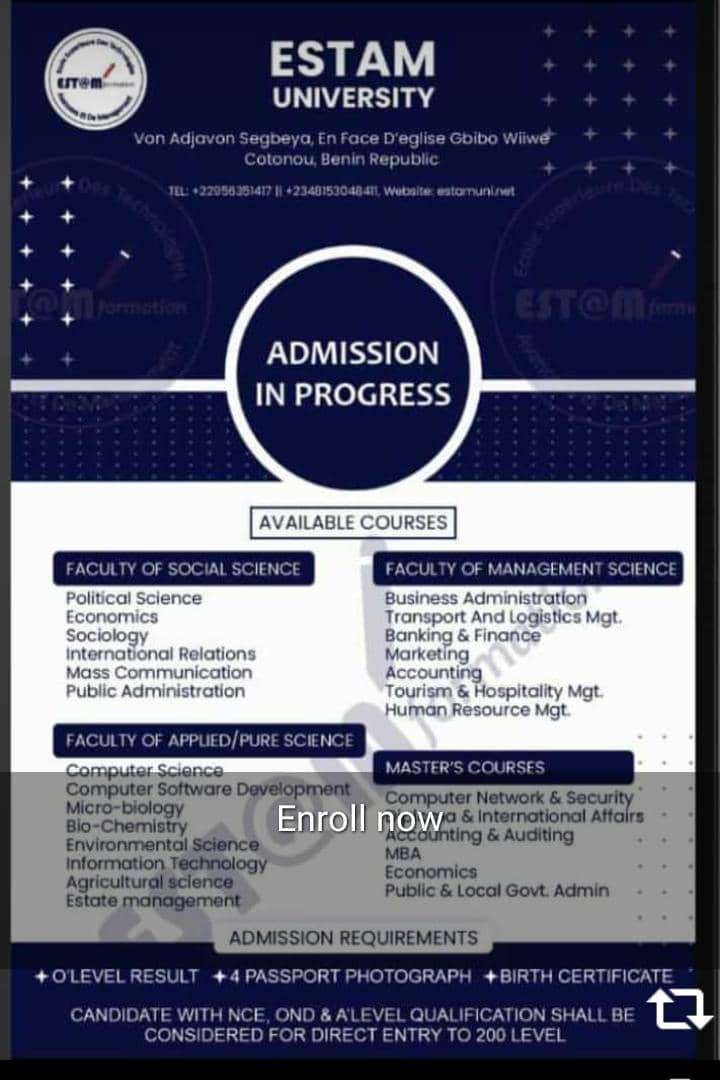 EST@M formation
ESTAM
UNIVERSITY
Von Adjavon Segbeya, En Face D'eglise Gbibo Wiiwe
Cotonou, Benin Republic
TEL: +22956351417 || +2348153048411, Website: estamuni.net
ADMISSION
IN PROGRESS
AVAILABLE COURSES
FACULTY OF SOCIAL SCIENCE
Political Science
Economics
Sociology
International Relations
Mass Communication
Public Administration
FACULTY OF MANAGEMENT SCIENCE
Business Administration
Transport And Logistics Mgt.
Banking & Finance
Marketing
Accounting
Tourism & Hospitality Mgt.
Human Resource Mgt.
FACULTY OF APPLIED/PURE SCIENCE
Computer Science
Computer Software Development
Micro-biology
Bio-Chemistry
Environmental Science
Information Technology
Agricultural science
Estate management
MASTER'S COURSES
Computer Network & Security
& International Affairs
Accounting & Auditing
MBA
Economics
Public & Local Govt. Admin
Enroll now
ADMISSION REQUIREMENTS
O'LEVEL RESULT 4 PASSPORT PHOTOGRAPH BIRTH CERTIFICATE
CANDIDATE WITH NCE, OND & A'LEVEL QUALIFICATION SHALL BE
CONSIDERED FOR DIRECT ENTRY TO 200 LEVEL